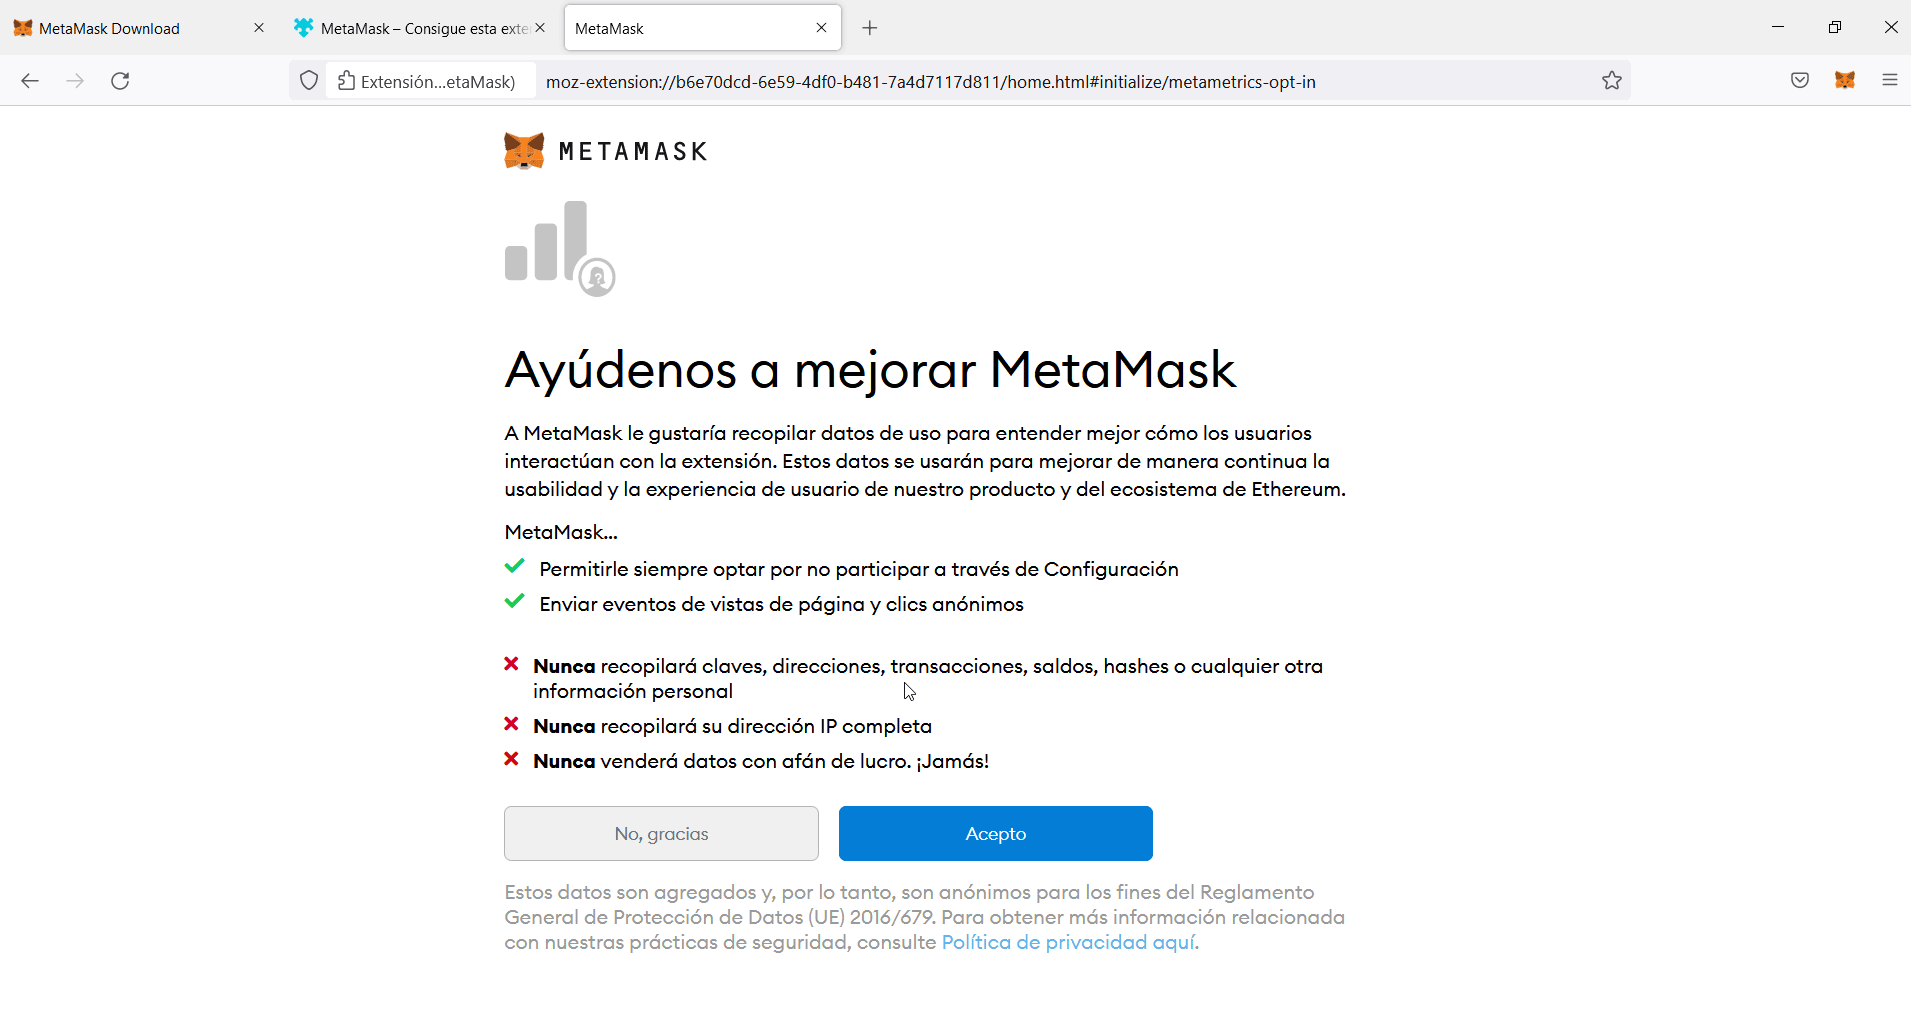 MetaMask Download
MetaMask – Consigue esta exte
MetaMask
Extensión...etaMask)
moz-extension://b6e70dcd-6e59-4df0-b481-7a4d7117d811/home.html#initialize/metametrics-opt-in
METAMASK
?
Ayúdenos a mejorar MetaMask
A MetaMask le gustaría recopilar datos de uso para entender mejor cómo los usuarios
interactúan con la extensión. Estos datos se usarán para mejorar de manera continua la
usabilidad y la experiencia de usuario de nuestro producto y del ecosistema de Ethereum.
MetaMask...
Permitirle siempre optar por no participar a través de Configuración
Enviar eventos de vistas de página y clics anónimos
Nunca recopilará claves, direcciones, transacciones, saldos, hashes o cualquier otra
información personal
Nunca recopilará su dirección IP completa
Nunca venderá datos con afán de lucro. ¡Jamás!
No, gracias
Acepto
Estos datos son agregados y, por lo tanto, son anónimos para los fines del Reglamento
General de Protección de Datos (UE) 2016/679. Para obtener más información relacionada
con nuestras prácticas de seguridad, consulte Política de privacidad aquí.